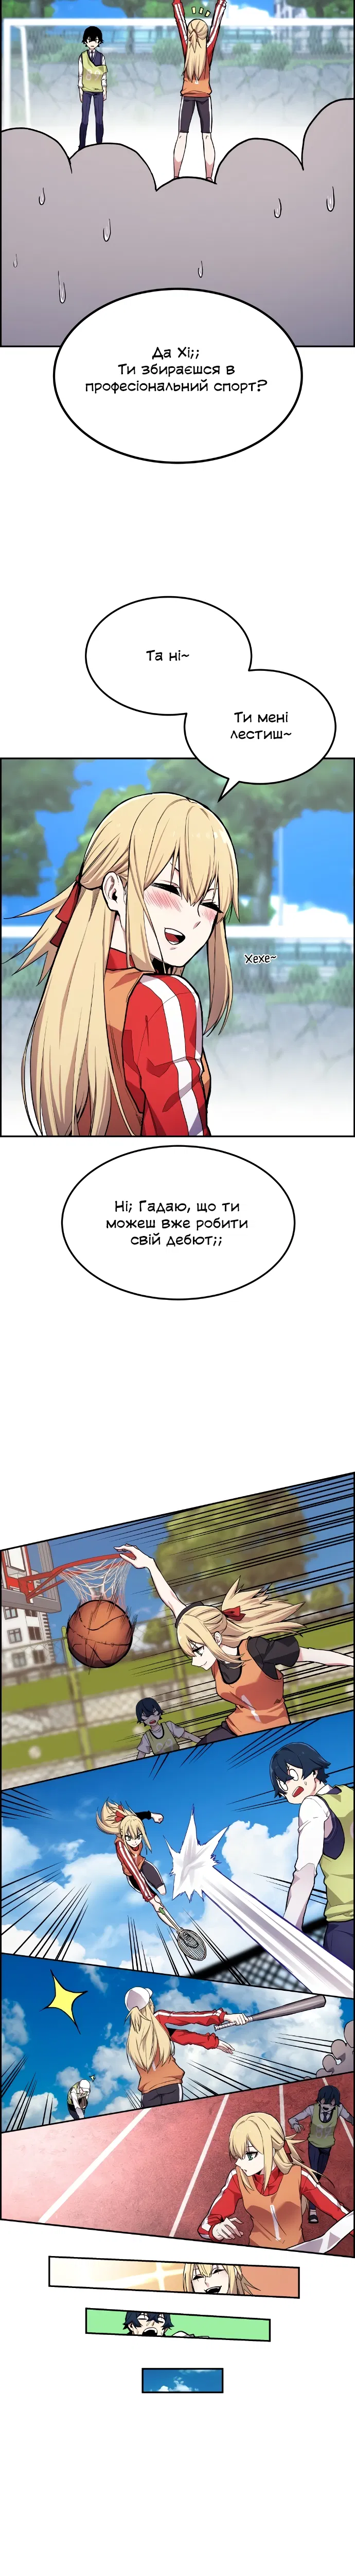 Да Хі;;
Ти збираєшся в
професіональний спорт?
Та ні~
Ти мені
лестиш~
Хехе~
Ні; Гадаю, що ти
можеш вже робити
свій дебют;;